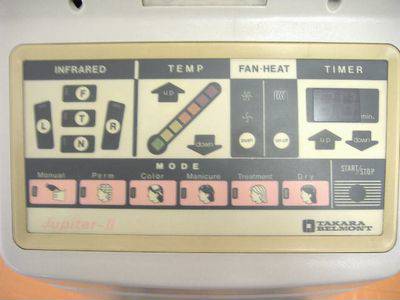 INFRARED TEMP FAN-HEAT TIMER
F
L T R
N
up
down
min.
up down
MODE
Manual Perm Color Manicure Treatment Dry
START/STOP
Jupiter-II
TAKARA
BELMONT